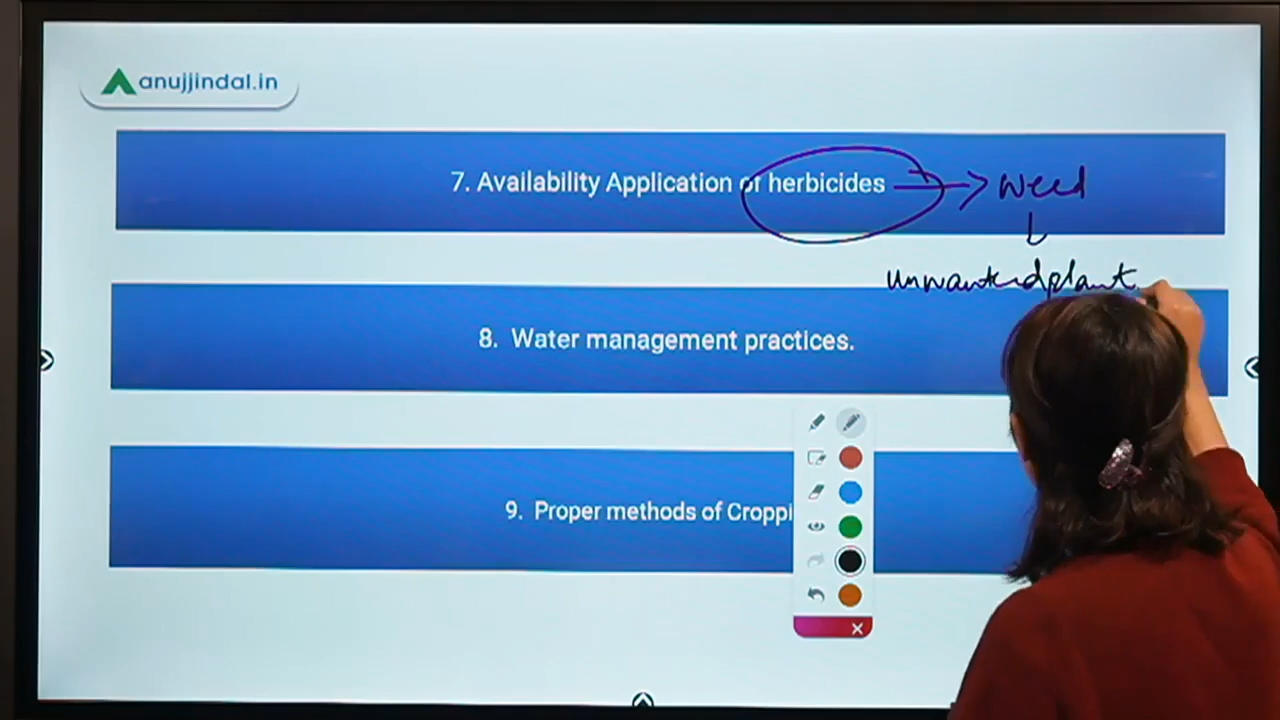 anujjindal.in
7. Availability Application of herbicides → weed
unwanted plant
8. Water management practices.
9. Proper methods of Croppi